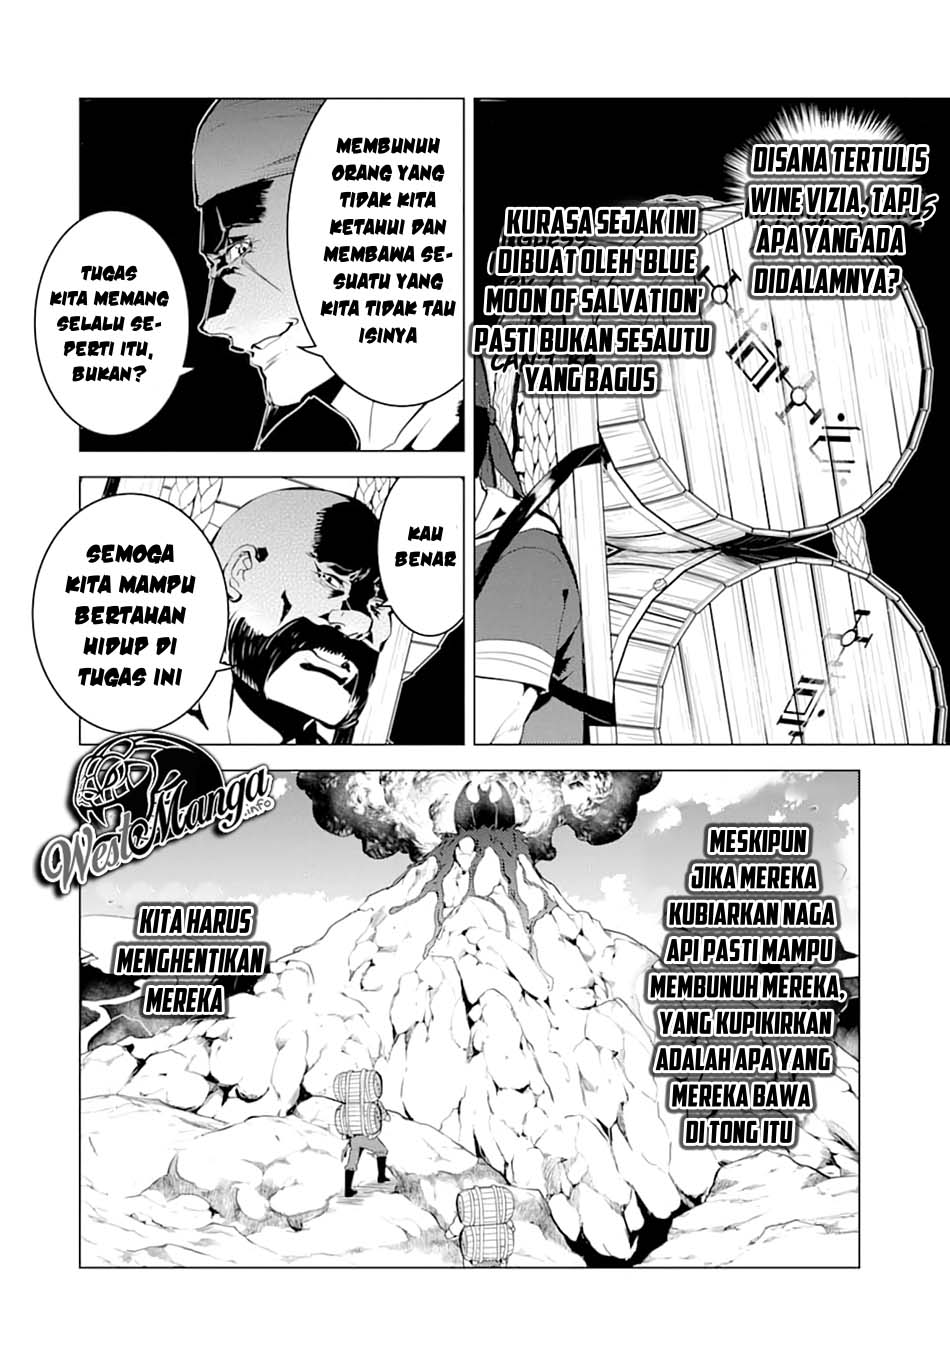 DISANA TERTULIS
WINE VIZIA, TAPI
APA YANG ADA
DIDALAMNYA?
KURASA SEJAK INI
DIBUAT OLEH 'BLUE
MOON OF SALVATION'
PASTI BUKAN SESAUTU
YANG BAGUS
MEMBUNUH
ORANG YANG
TIDAK KITA
KETAHUI DAN
MEMBAWA SE-
SUATU YANG
KITA TIDAK TAU
ISINYA
TUGAS
KITA MEMANG
SELALU SE-
PERTI ITU,
BUKAN?
KAU
BENAR
SEMOGA
KITA MAMPU
BERTAHAN
HIDUP DI
TUGAS INI
WestManga
.info
MESKIPUN
JIKA MEREKA
KUBIARKAN NAGA
API PASTI MAMPU
MEMBUNUH MEREKA,
YANG KUPIKIRKAN
ADALAH APA YANG
MEREKA BAWA
DI TONG ITU
KITA HARUS
MENGHENTIKAN
MEREKA